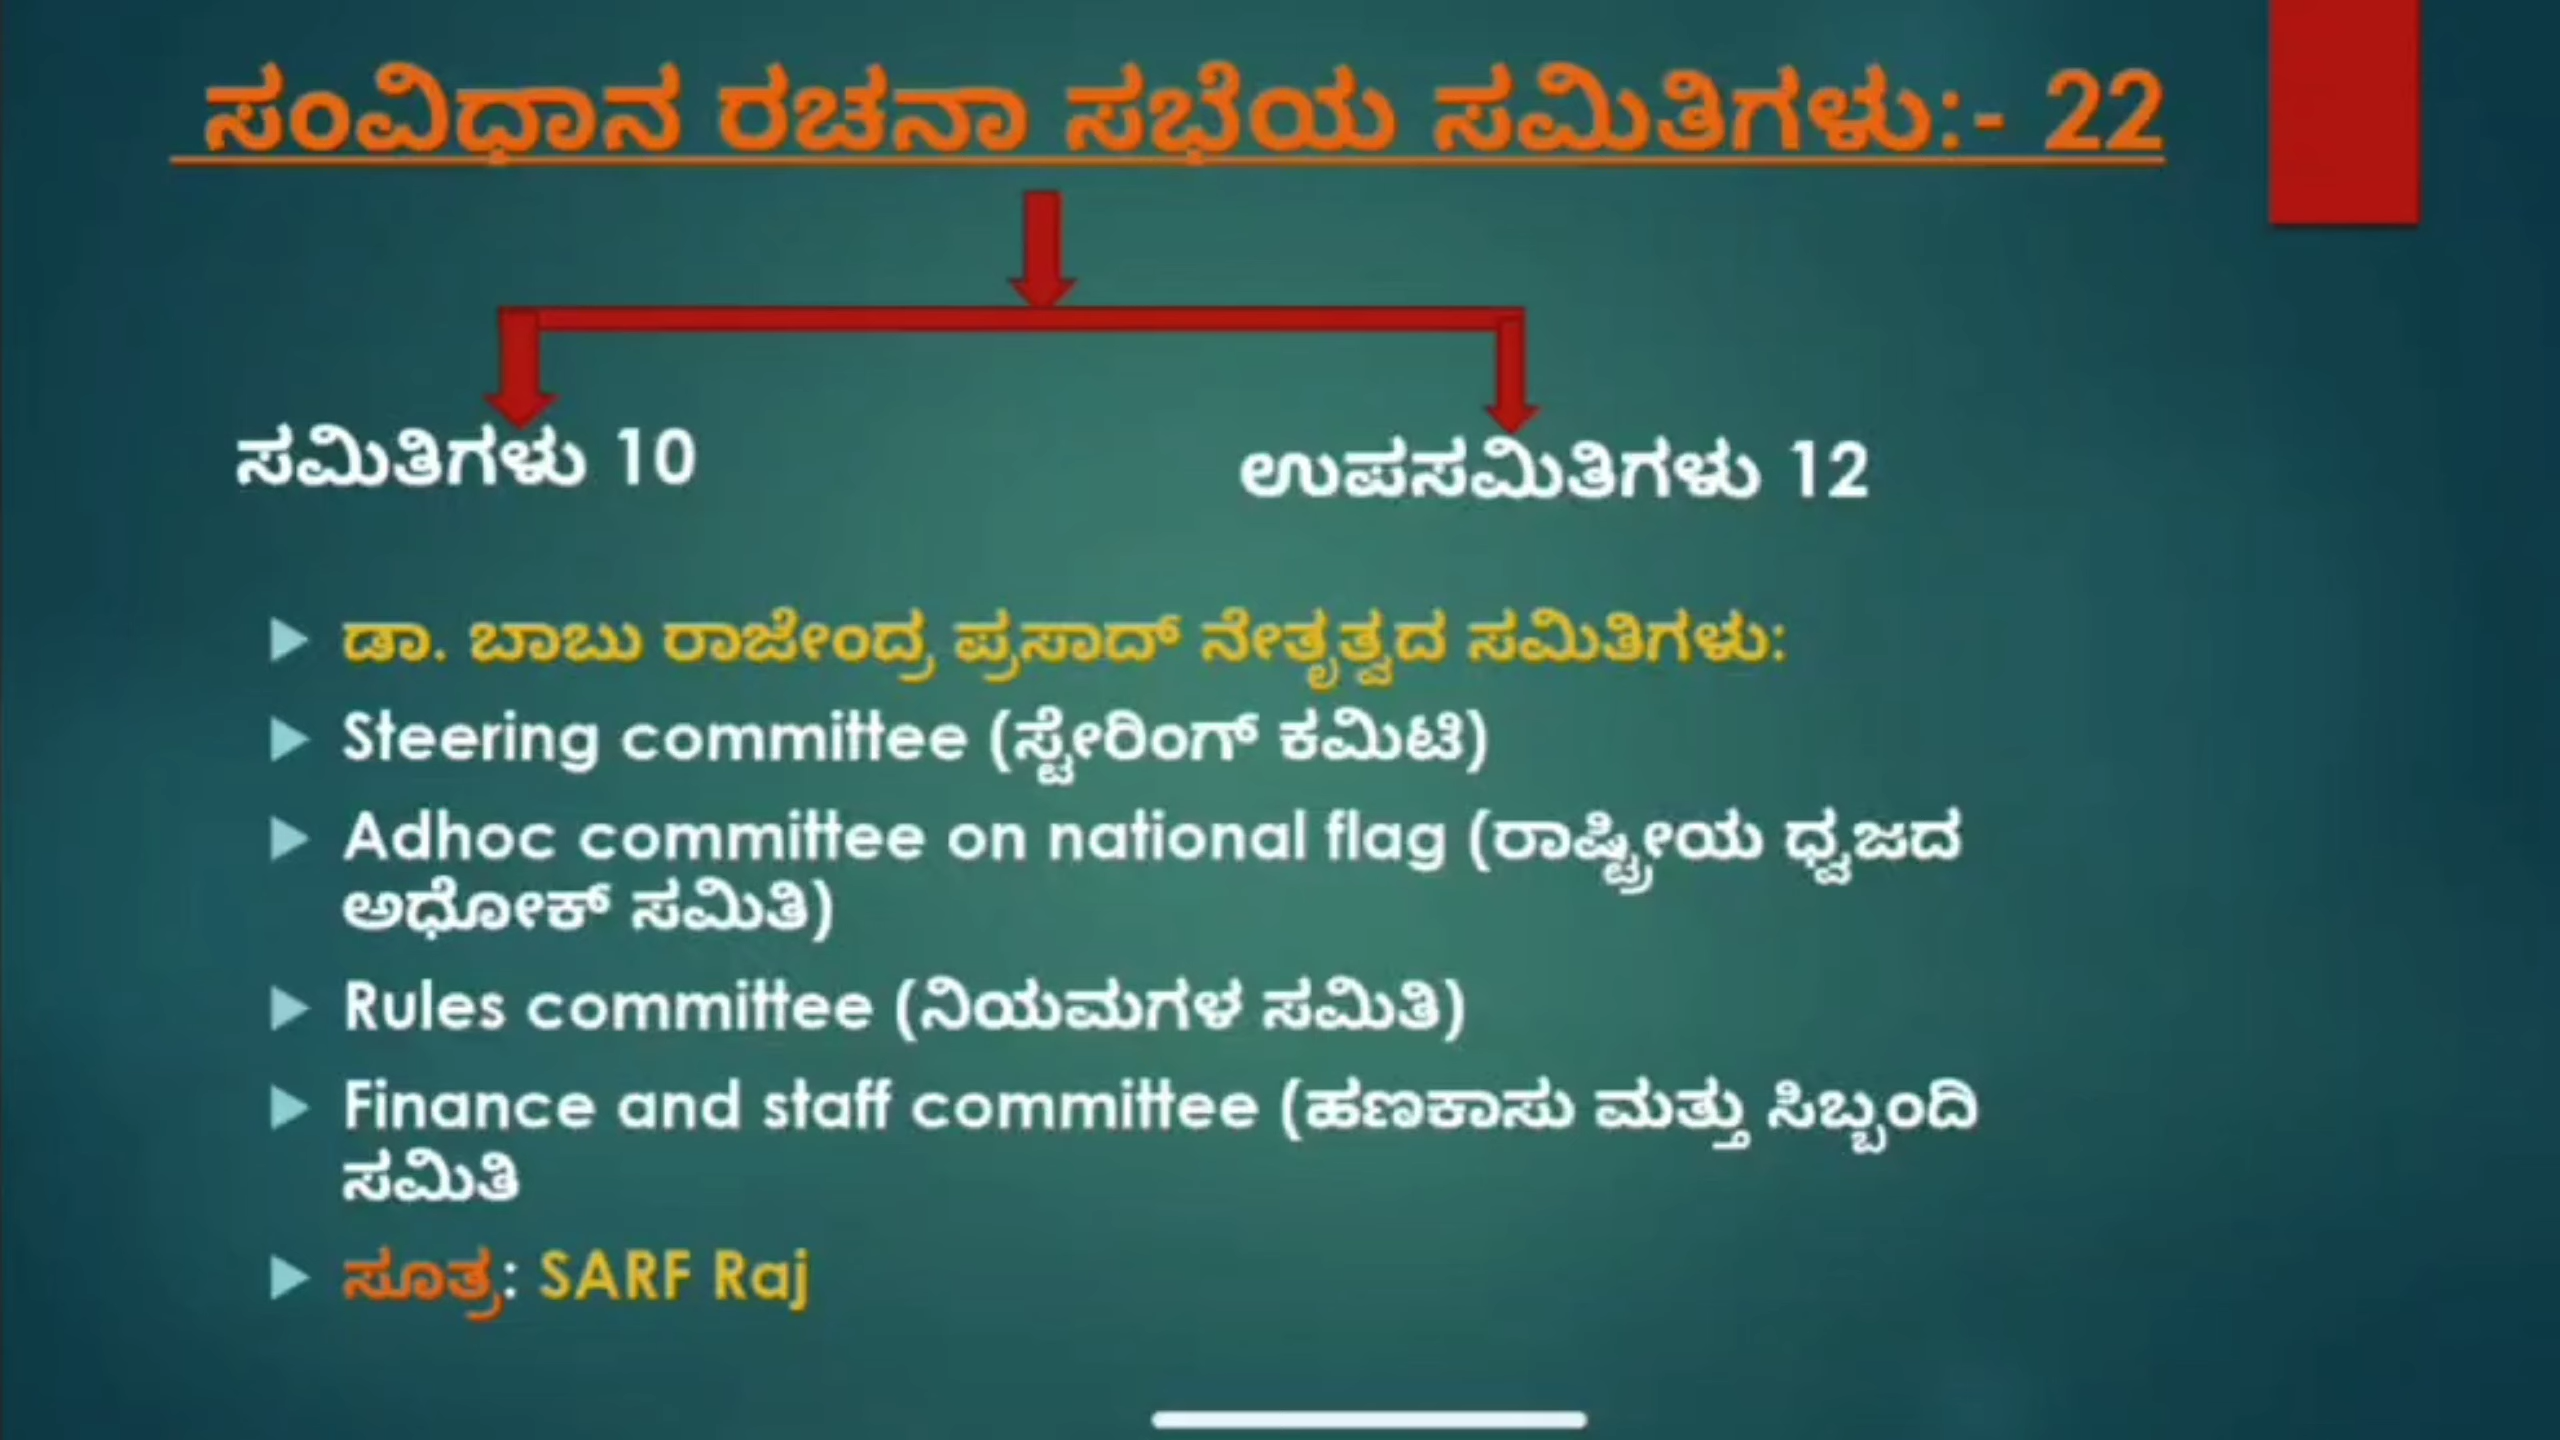 ಸಂವಿಧಾನ ರಚನಾ ಸಭೆಯ ಸಮಿತಿಗಳು:- 22
ಸಮಿತಿಗಳು 10
ಉಪಸಮಿತಿಗಳು 12
ಡಾ. ಬಾಬು ರಾಜೇಂದ್ರ ಪ್ರಸಾದ್ ನೇತೃತ್ವದ ಸಮಿತಿಗಳು:
Steering committee (ಸ್ಟೇರಿಂಗ್ ಕಮಿಟಿ)
Adhoc committee on national flag (ರಾಷ್ಟ್ರೀಯ ಧ್ವಜದ
ಅಧೋಕ್ ಸಮಿತಿ)
Rules committee (ನಿಯಮಗಳ ಸಮಿತಿ)
Finance and staff committee (ಹಣಕಾಸು ಮತ್ತು ಸಿಬ್ಬಂದಿ
ಸಮಿತಿ
ಸೂತ್ರ: SARF Raj